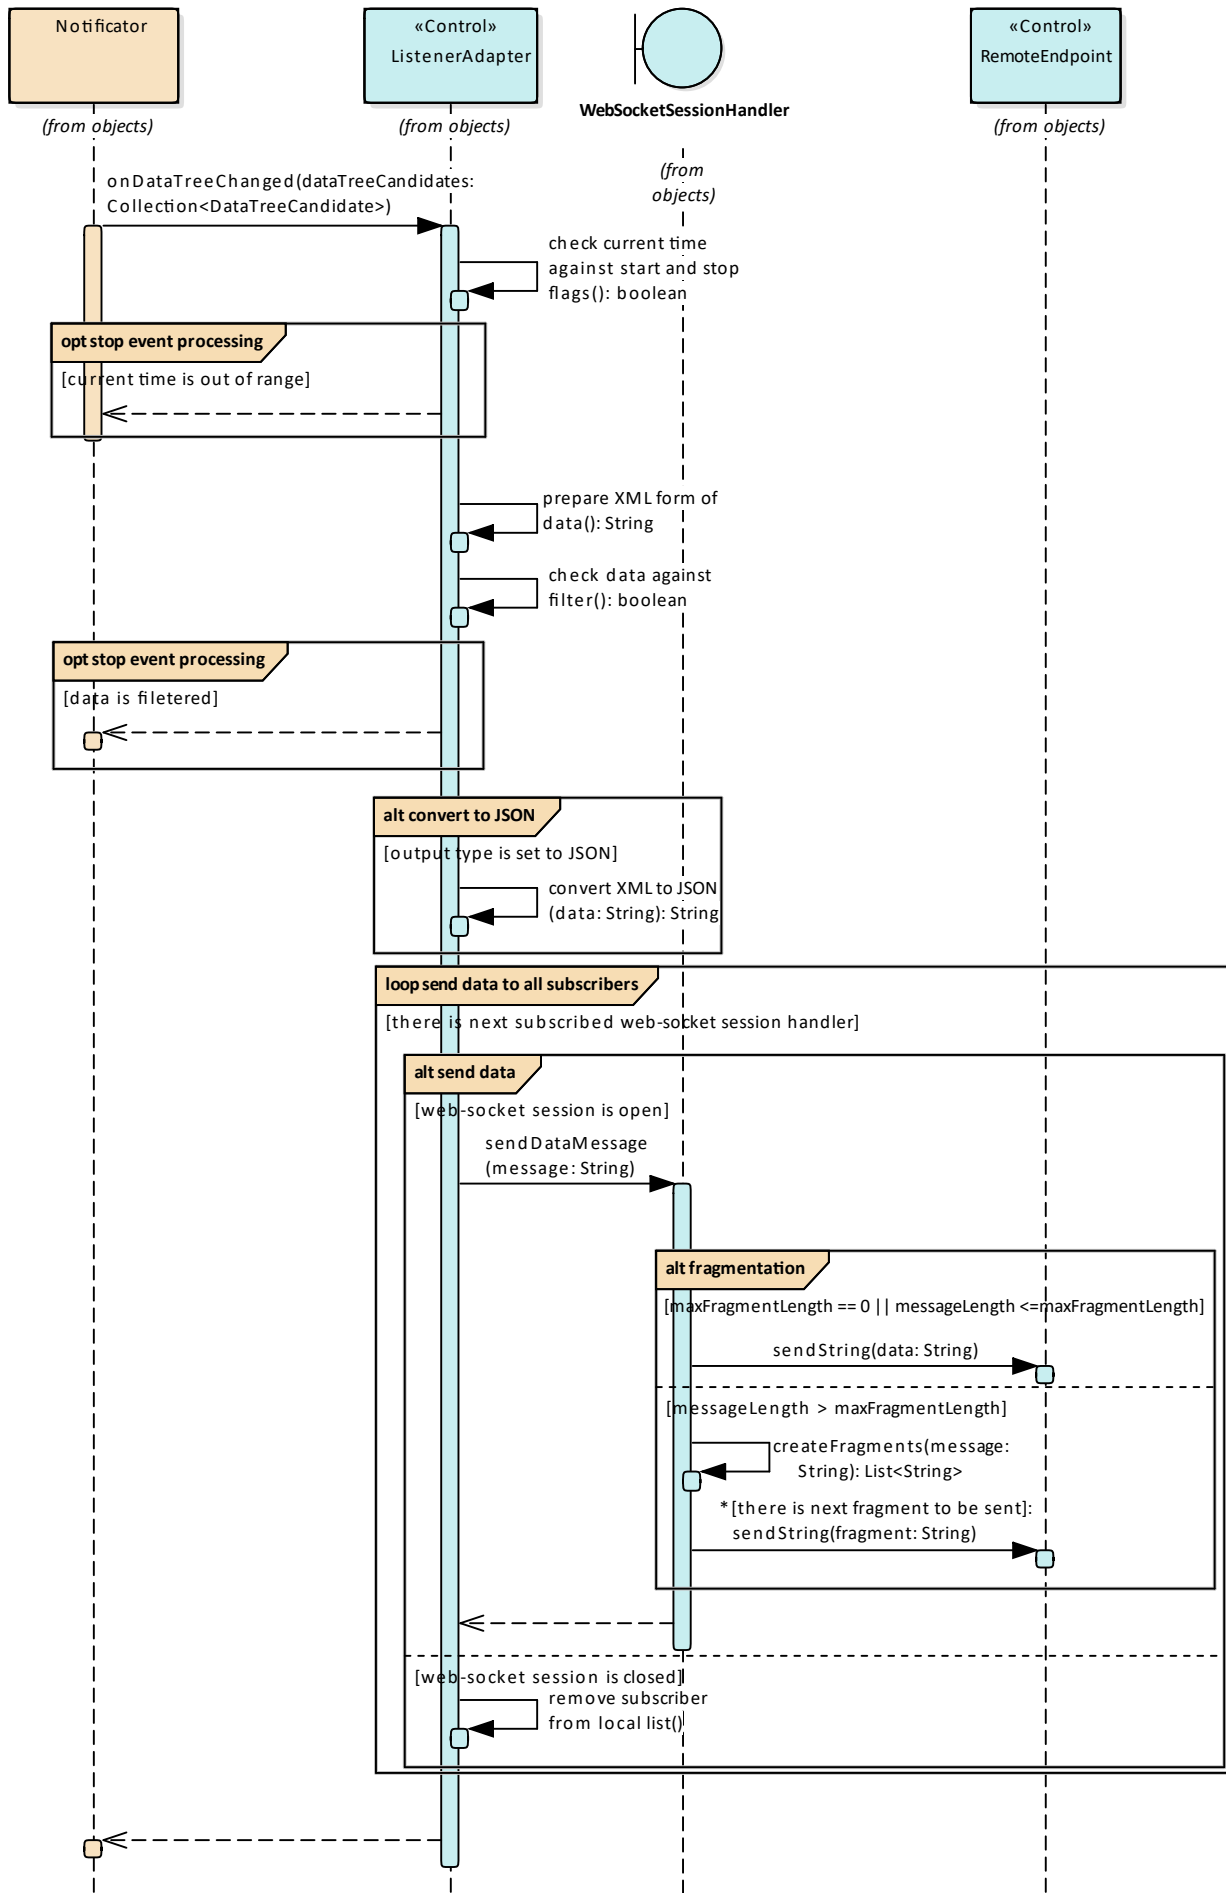 Notificator
«Control»
ListenerAdapter
WebSocketSessionHandler
«Control»
RemoteEndpoint
(from objects)
(from objects)
(from
objects)
(from objects)
onDataTreeChanged(dataTreeCandidates:
Collection<DataTreeCandidate>)
check current time
against start and stop
flags(): boolean
opt stop event processing
[current time is out of range]
prepare XML form of
data(): String
check data against
filter(): boolean
opt stop event processing
[data is filetered]
alt convert to JSON
[output type is set to JSON]
convert XML to JSON
(data: String): String
loop send data to all subscribers
[there is next subscribed web-socket session handler]
alt send data
[web-socket session is open]
sendDataMessage
(message: String)
alt fragmentation
[maxFragmentLength == 0 || messageLength <=maxFragmentLength]
sendString(data: String)
[messageLength > maxFragmentLength]
createFragments(message:
String): List<String>
*[there is next fragment to be sent]:
sendString(fragment: String)
[web-socket session is closed]
remove subscriber
from local list()